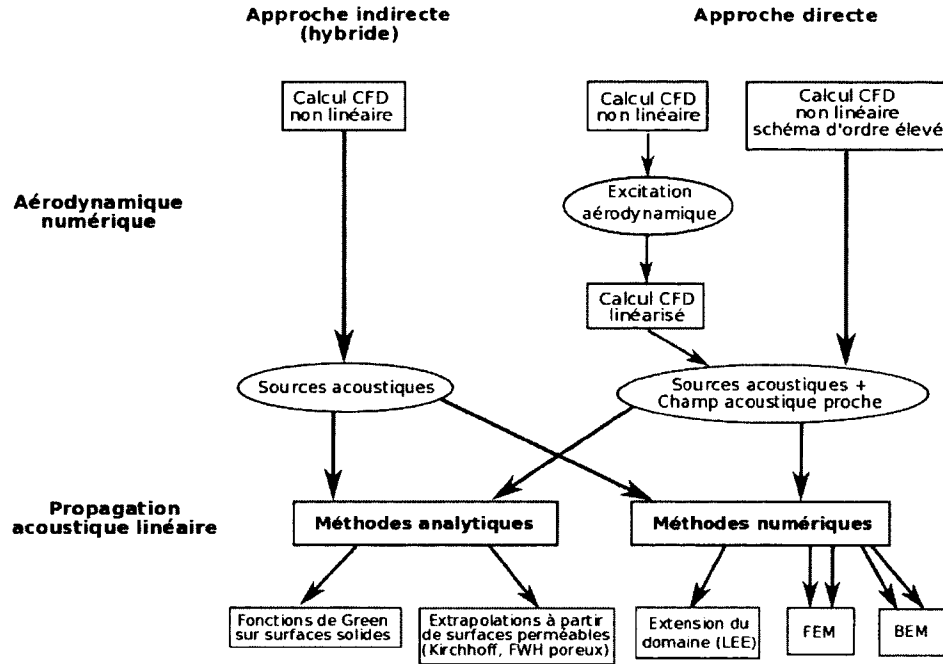 Approche indirecte
(hybride)
Approche directe
Calcul CFD
non linéaire
Calcul CFD
non linéaire
Calcul CFD
non linéaire
schéma d'ordre élevé
Aérodynamique
numérique
Excitation
aérodynamique
Calcul CFD
linéarisé
Sources acoustiques
Sources acoustiques +
Champ acoustique proche
Propagation
acoustique linéaire
Méthodes analytiques
Méthodes numériques
Fonctions de Green
sur surfaces solides
Extrapolations à partir
de surfaces perméables
(Kirchhoff, FWH poreux)
Extension du
domaine (LEE)
FEM
BEM